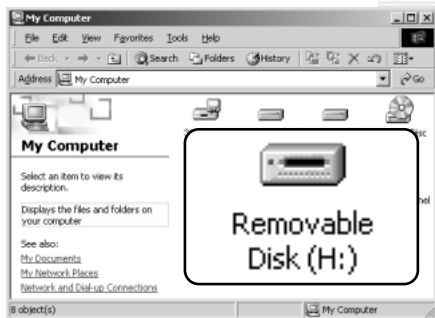 My Computer
File Edit View Favorites Tools Help
Back Search Folders History
Address My Computer Go
My Computer
Select an item to view its
description.
Displays the files and folders on
your computer
See also:
My Documents
My Network Places
Network and Dial-up Connections
Removable
Disk (H:)
8 object(s) My Computer